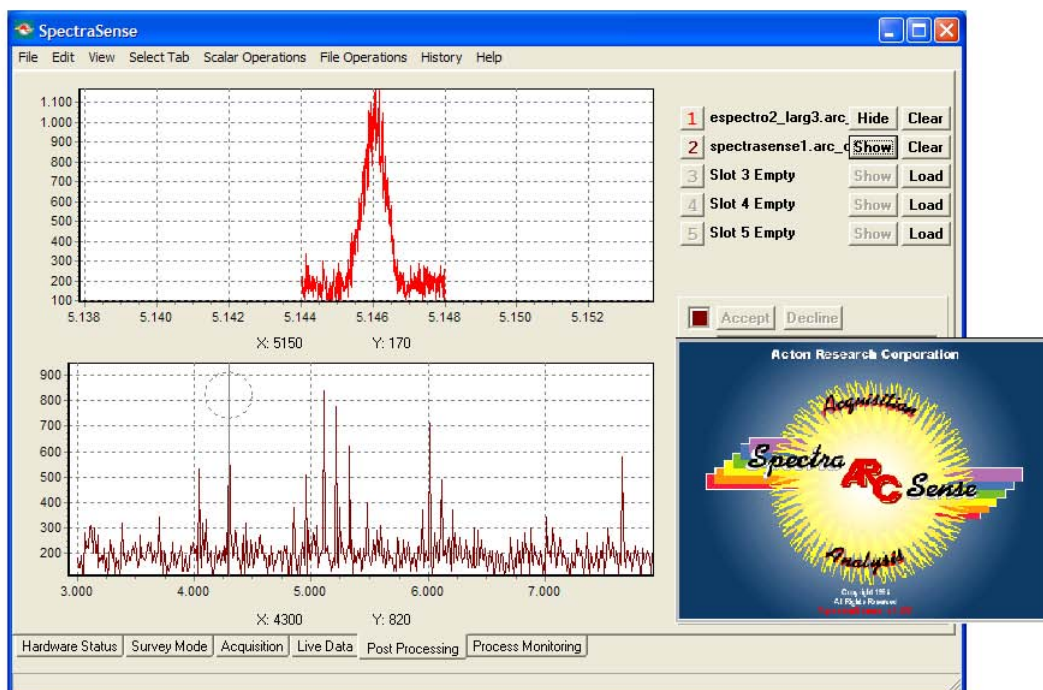 SpectraSense
File Edit View Select Tab Scalar Operations File Operations History Help
1.100
1.000
900
800
700
600
500
400
300
200
100
5.138 5.140 5.142 5.144 5.146 5.148 5.150 5.152
X: 5150 Y: 170
1 espectro2_larg3.arc_ Hide Clear
2 spectrasense1.arc_d Show Clear
3 Slot 3 Empty Show Load
4 Slot 4 Empty Show Load
5 Slot 5 Empty Show Load
Accept Decline
900
800
700
600
500
400
300
200
3.000 4.000 5.000 6.000 7.000
X: 4300 Y: 820
Acton Research Corporation
Acquisition
Spectra ARC Sense
Analysis
All Rights Reserved
Hardware Status Survey Mode Acquisition Live Data Post Processing Process Monitoring